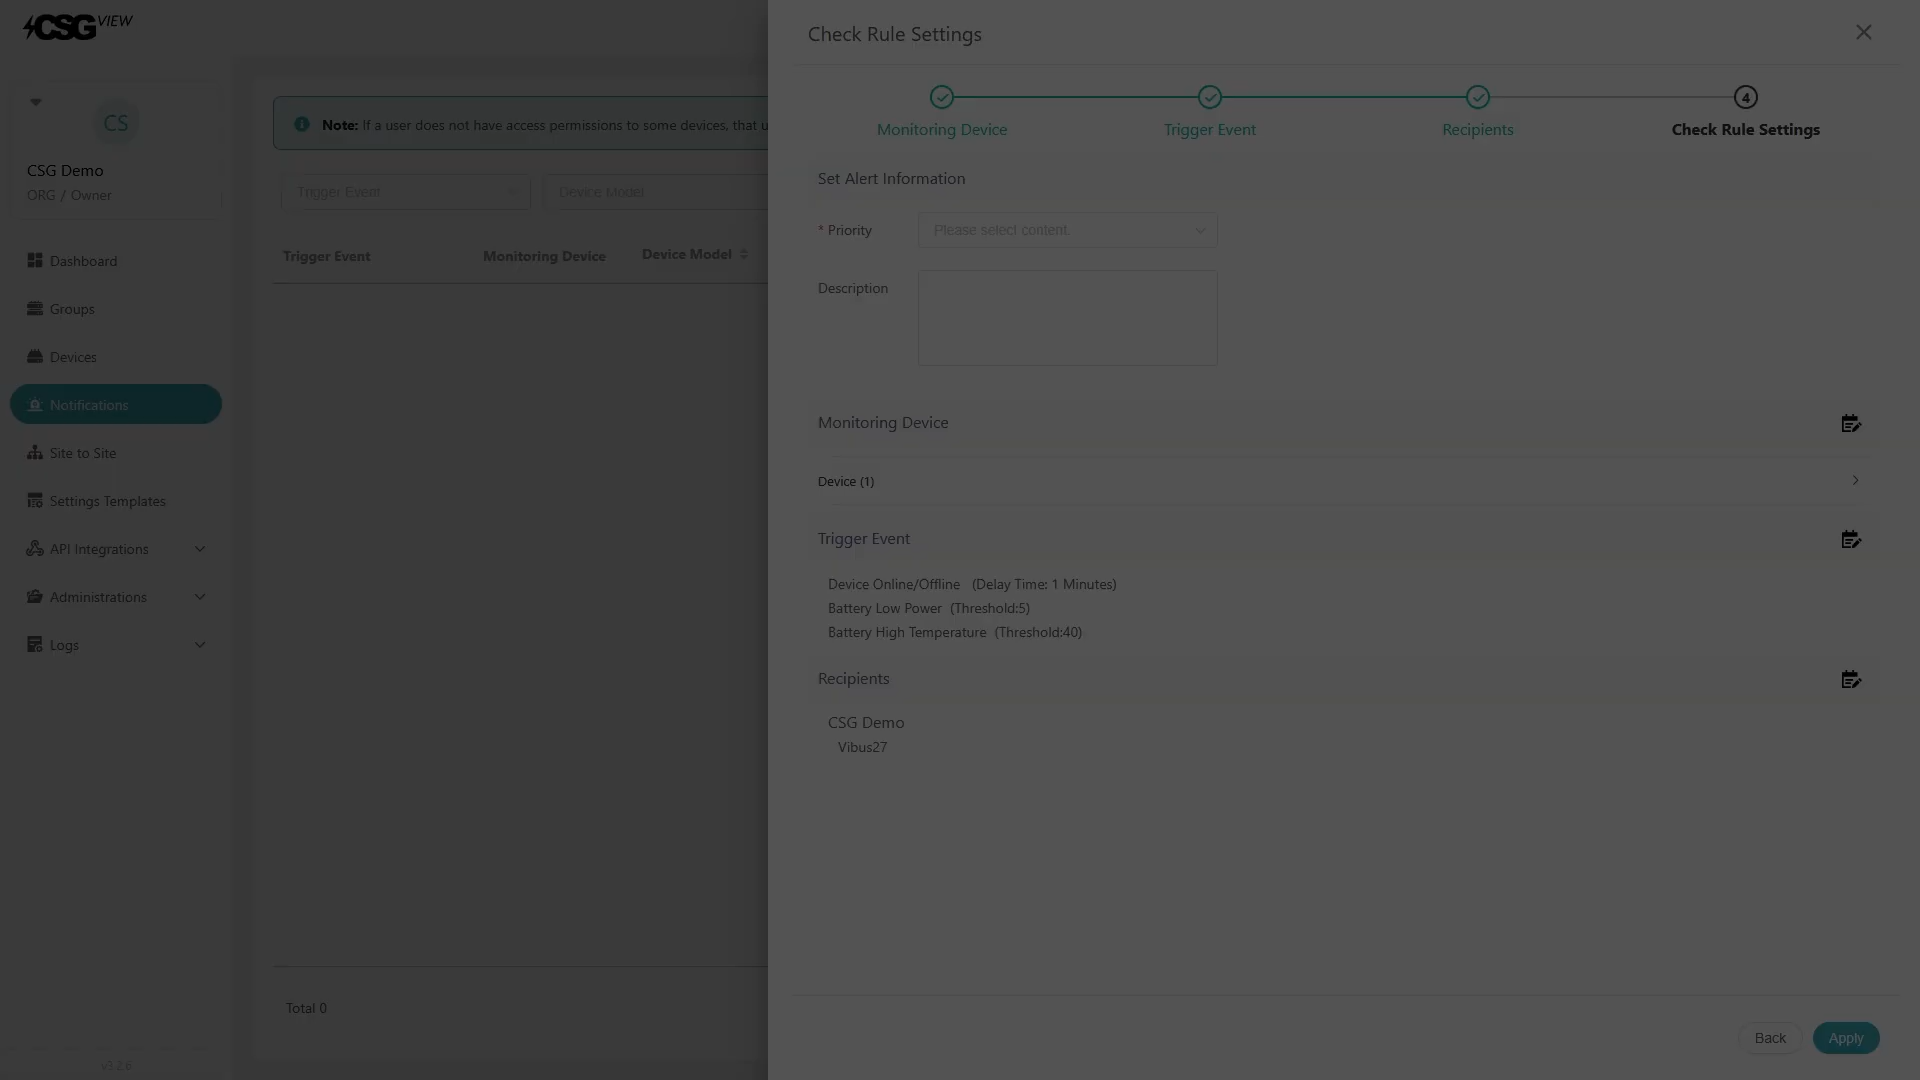 CSG VIEW
CS
CSG Demo
ORG / Owner
Dashboard
Groups
Devices
Notifications
Site to Site
Settings Templates
API Integrations
Administrations
Logs
v3.2.6
Note: If a user does not have access permissions to some devices, that u
Trigger Event
Device Model
Trigger Event
Monitoring Device
Device Model
Total 0
Check Rule Settings
4
Monitoring Device
Trigger Event
Recipients
Check Rule Settings
Set Alert Information
* Priority
Please select content.
Description
Monitoring Device
Device (1)
Trigger Event
Device Online/Offline (Delay Time: 1 Minutes)
Battery Low Power (Threshold:5)
Battery High Temperature (Threshold:40)
Recipients
CSG Demo
Vibus27
Back
Apply